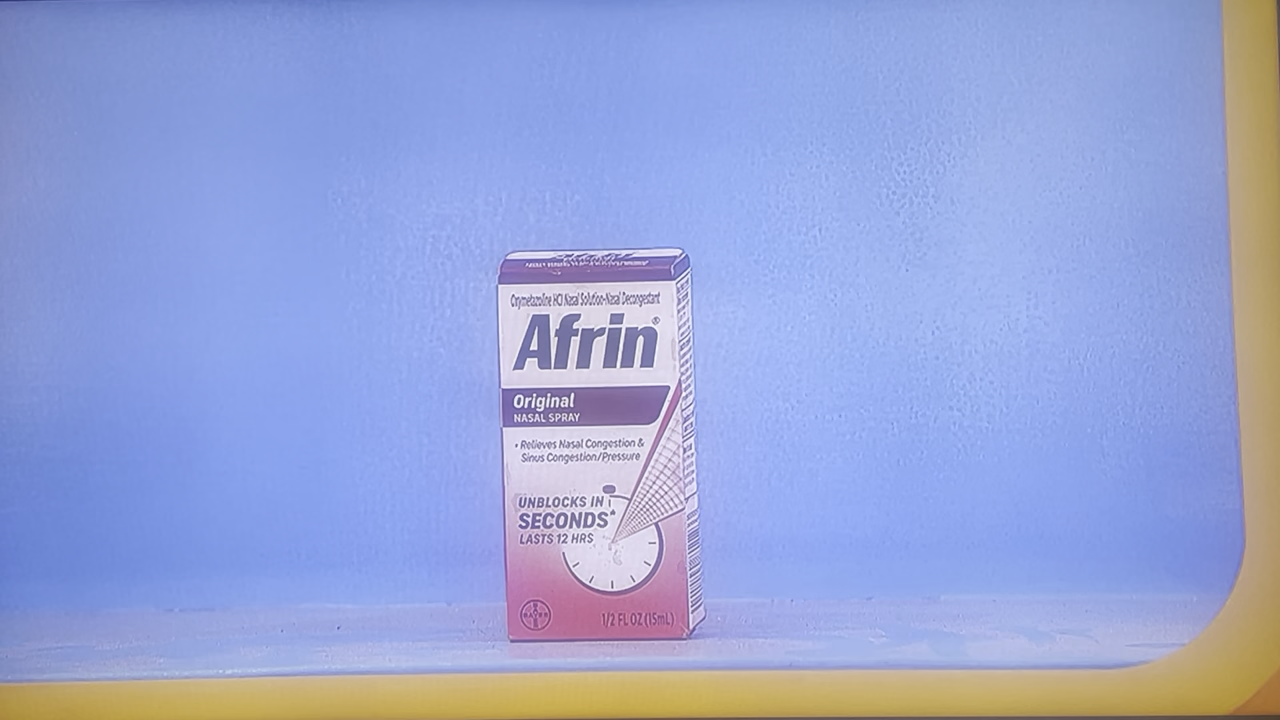 Oxymetazoline HCl Nasal Solution-Nasal Decongestant
Afrin®
Original
NASAL SPRAY
• Relieves Nasal Congestion &
Sinus Congestion/Pressure
UNBLOCKS IN
SECONDS*
LASTS 12 HRS
BAYER
1/2 FL OZ (15mL)